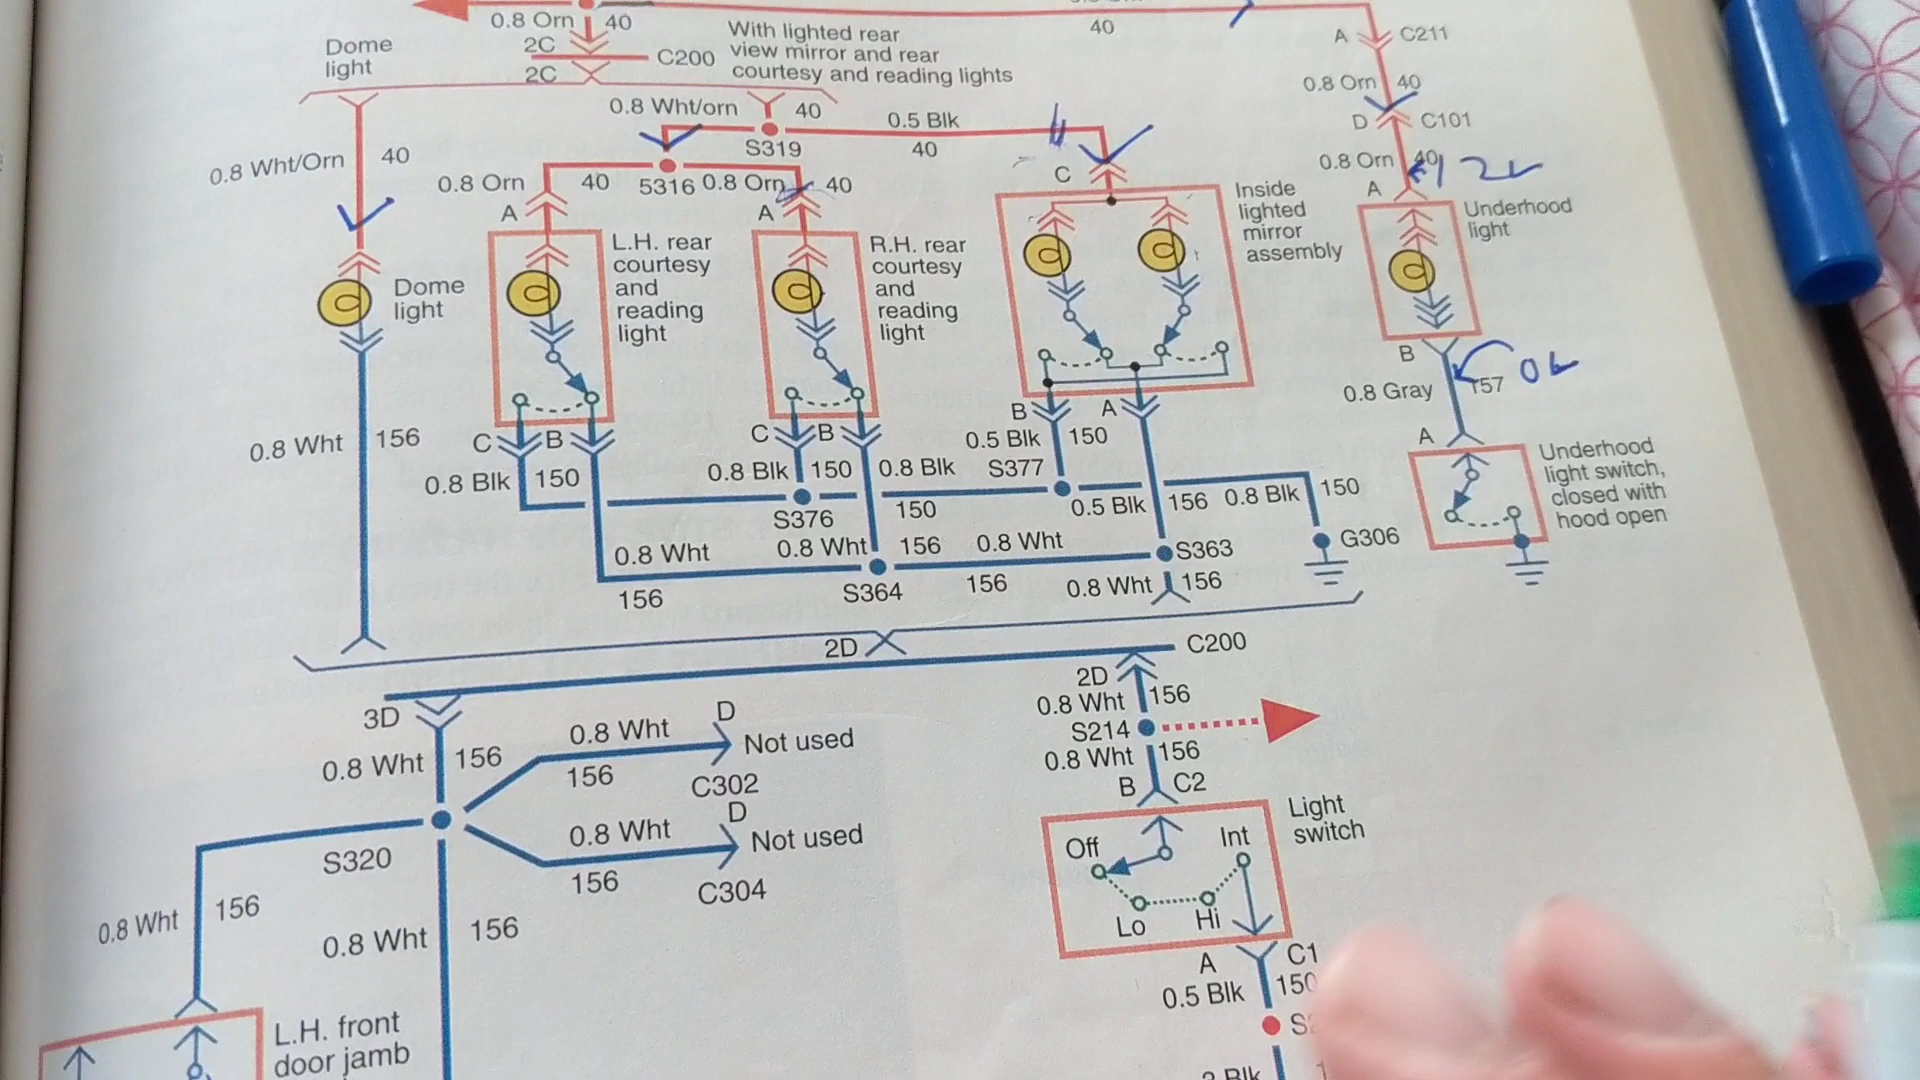 0.8 Orn 40
40
2C
C200
2C
With lighted rear
view mirror and rear
courtesy and reading lights
Dome
light
A C211
0.8 Orn 40
D C101
0.8 Orn 40 12v
A
Underhood
light
0.8 Wht/orn 40
S319
0.5 Blk
40
0.8 Wht/Orn 40
0.8 Orn 40
5316
0.8 Orn 40
A
A
C
Inside
lighted
mirror
assembly
L.H. rear
courtesy
and
reading
light
R.H. rear
courtesy
and
reading
light
Dome
light
B
0.8 Gray 157
A
Underhood
light switch,
closed with
hood open
0.8 Wht 156
C B
0.8 Blk 150
C B
0.8 Blk 150
0.8 Blk
150
B A
0.5 Blk 150
S377
0.5 Blk 156
0.8 Blk 150
G306
S376
0.8 Wht
156
0.8 Wht 156
S364
0.8 Wht
156
S363
0.8 Wht 156
2D
C200
3D
0.8 Wht 156
0.8 Wht
156
D
Not used
C302
0.8 Wht
156
D
Not used
C304
S320
0.8 Wht 156
0.8 Wht 156
L.H. front
door jamb
2D
0.8 Wht 156
S214
0.8 Wht 156
B C2
Light
switch
Off
Int
Lo
Hi
A C1
0.5 Blk 150